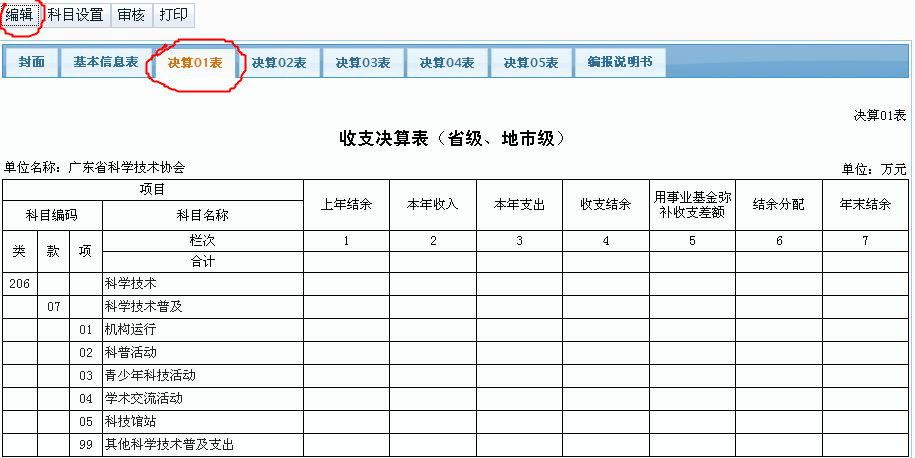 编辑 科目设置 审核 打印
封面 基本信息表 决算01表 决算02表 决算03表 决算04表 决算05表 编报说明书
决算01表
收支决算表（省级、地市级）
单位名称：广东省科学技术协会 单位：万元
项目 上年结余 本年收入 本年支出 收支结余 用事业基金弥补收支差额 结余分配 年末结余
科目编码 科目名称
类 款 项 栏次 1 2 3 4 5 6 7
合计
206 科学技术
07 科学技术普及
01 机构运行
02 科普活动
03 青少年科技活动
04 学术交流活动
05 科技馆站
99 其他科学技术普及支出